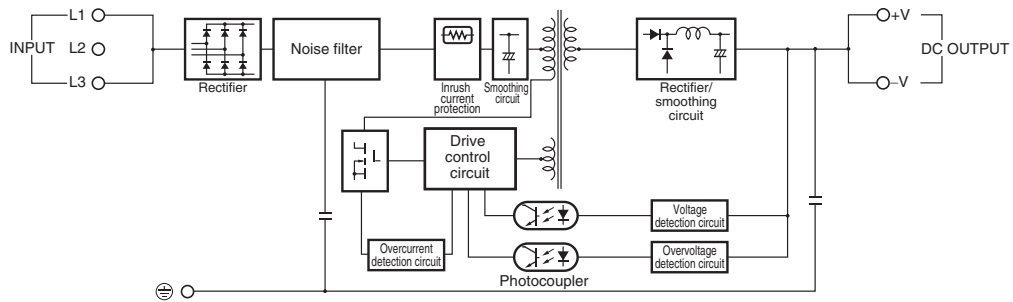 L1
INPUT
L2
L3
Rectifier
Noise filter
Inrush
current
protection
Smoothing
circuit
Rectifier/
smoothing
circuit
+V
DC OUTPUT
−V
Drive
control
circuit
Overcurrent
detection circuit
Voltage
detection circuit
Overvoltage
detection circuit
Photocoupler